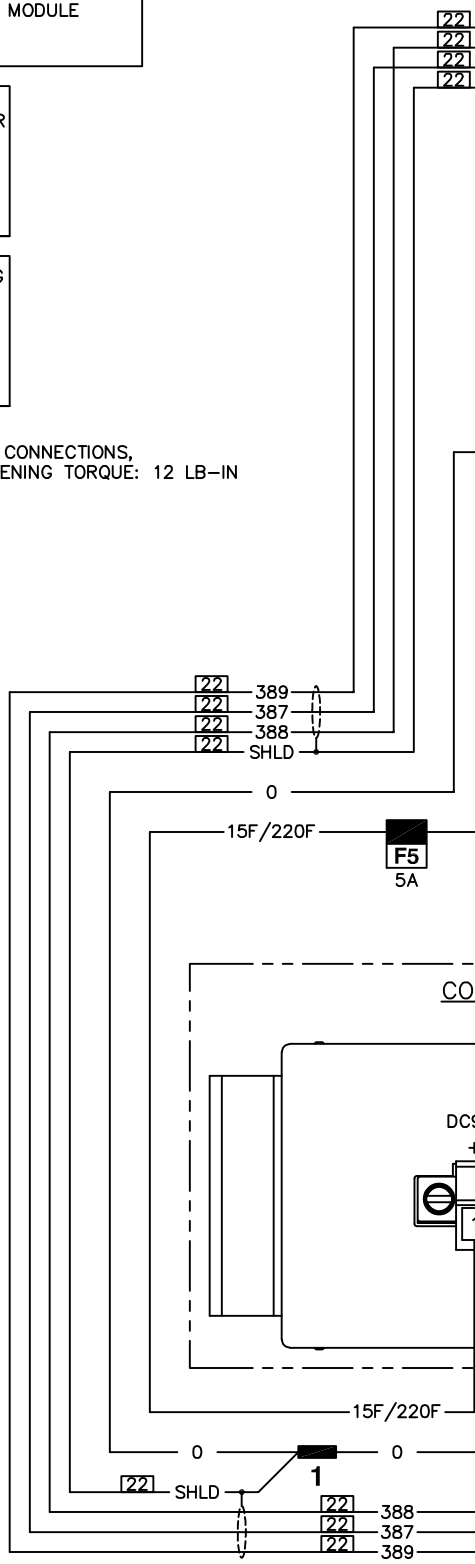 MODULE
22
22
22
22
R
G
CONNECTIONS,
ENING TORQUE: 12 LB-IN
22 389
22 387
22 388
22 SHLD
0
15F/220F
F5
5A
CO
DC9
+
15F/220F
0 0
1
22 SHLD
22 388
22 387
22 389